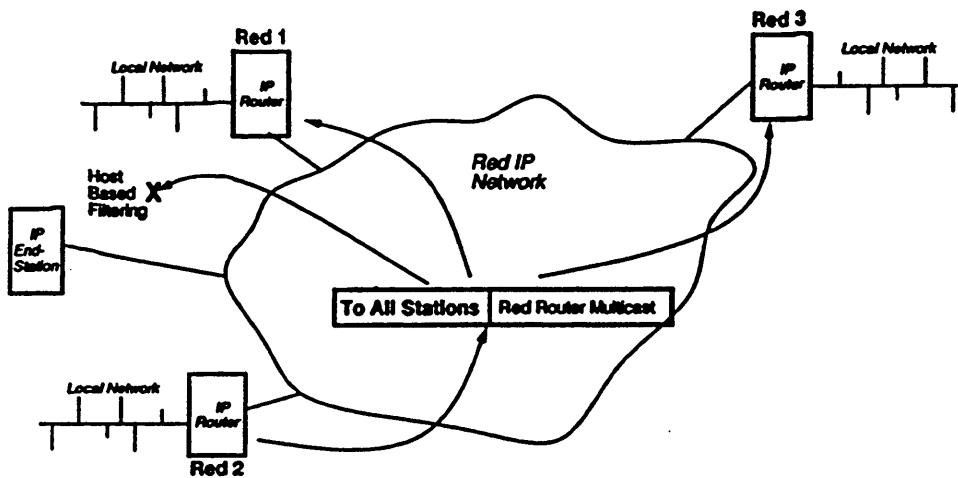 Red 1
Red 3
Local Network
IP
Router
IP
Router
Local Network
Red IP
Network
Host
Based
Filtering
X
IP
End-
Station
To All Stations
Red Router Multicast
Local Network
IP
Router
Red 2